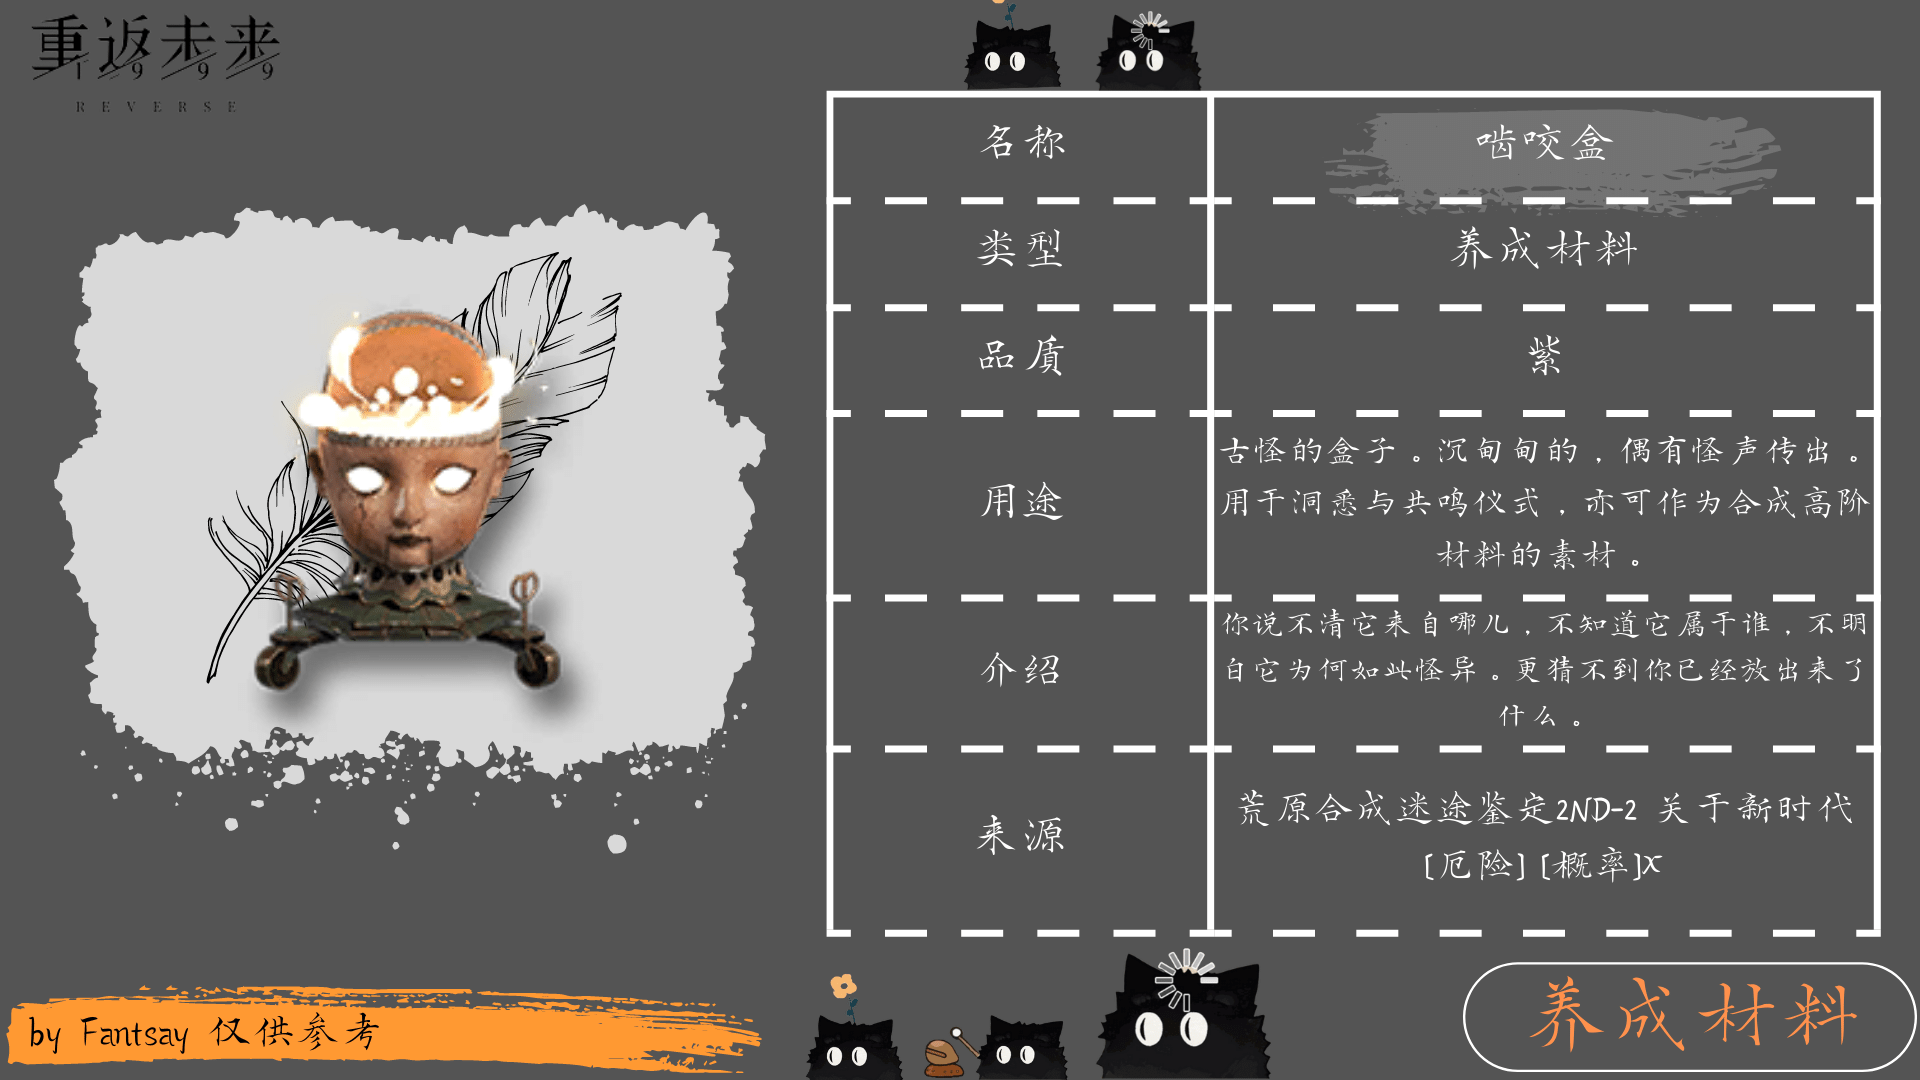 重返未来
1999
REVERSE
名称
啮咬盒
类型
养成材料
品质
紫
用途
古怪的盒子。沉甸甸的，偶有怪声传出。
用于洞悉与共鸣仪式，亦可作为合成高阶
材料的素材。
介绍
你说不清它来自哪儿，不知道它属于谁，不明
白它为何如此怪异。更猜不到你已经放出来了
什么。
来源
荒原合成迷途鉴定2ND-2 关于新时代
[厄险] [概率]X
by Fantsay 仅供参考
养成材料